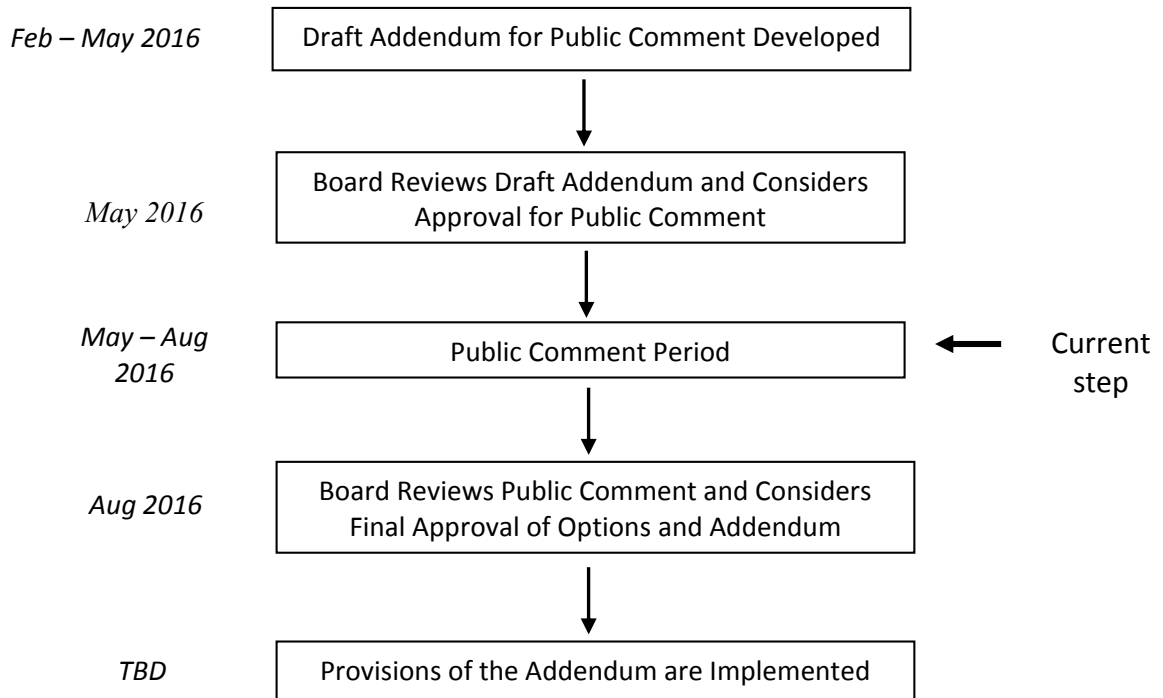 Feb – May 2016
Draft Addendum for Public Comment Developed
May 2016
Board Reviews Draft Addendum and Considers
Approval for Public Comment
May – Aug
2016
Public Comment Period
Current
step
Aug 2016
Board Reviews Public Comment and Considers
Final Approval of Options and Addendum
TBD
Provisions of the Addendum are Implemented